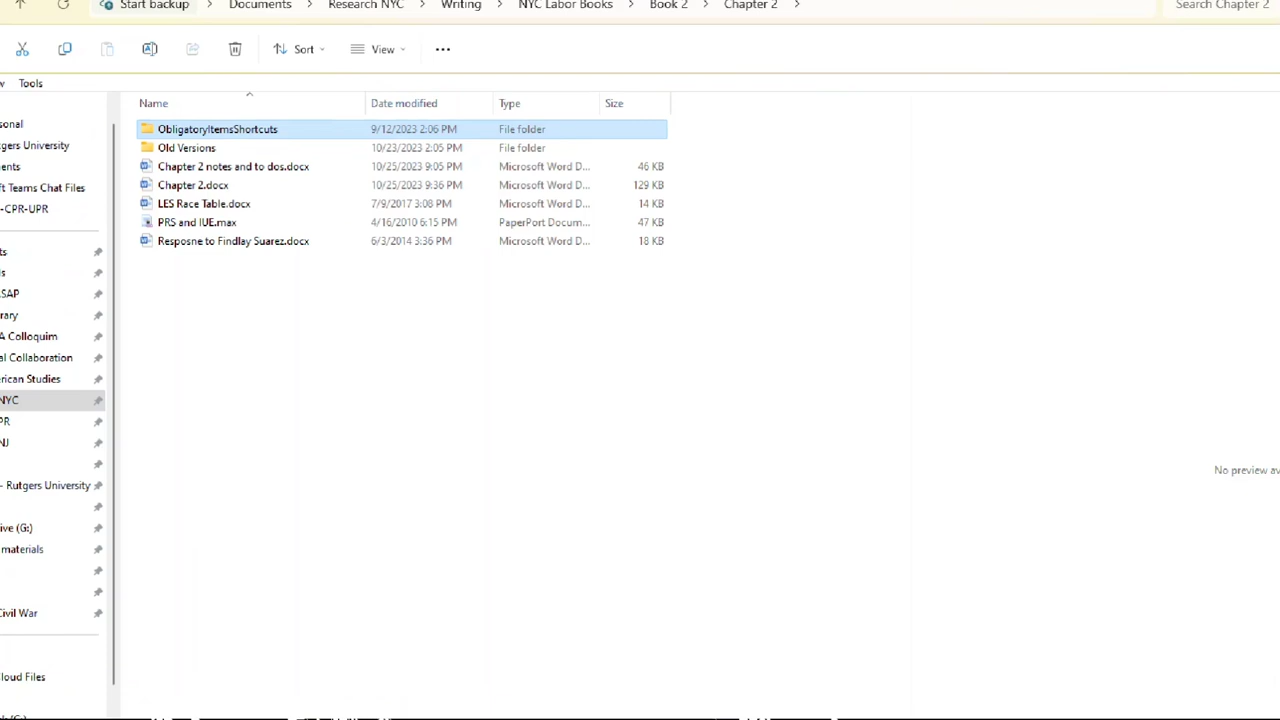 Start backup > Documents > Research NYC > Writing > NYC Labor Books > Book 2 > Chapter 2 > Search Chapter 2
Sort View ...
w Tools
Name Date modified Type Size
ObligatoryItemsShortcuts 9/12/2023 2:06 PM File folder
Old Versions 10/23/2023 2:05 PM File folder
Chapter 2 notes and to dos.docx 10/25/2023 9:05 PM Microsoft Word D... 46 KB
Chapter 2.docx 10/25/2023 9:36 PM Microsoft Word D... 129 KB
LES Race Table.docx 7/9/2017 3:08 PM Microsoft Word D... 14 KB
PRS and IUE.max 4/16/2010 6:15 PM PaperPort Docum... 47 KB
Resposne to Findlay Suarez.docx 6/3/2014 3:36 PM Microsoft Word D... 18 KB
sonal
gers University
ents
ft Teams Chat Files
-CPR-UPR
ts
s
SAP
rary
A Colloquim
al Collaboration
erican Studies
NYC
PR
NJ
- Rutgers University
ive (G:)
materials
Civil War
loud Files
No preview av